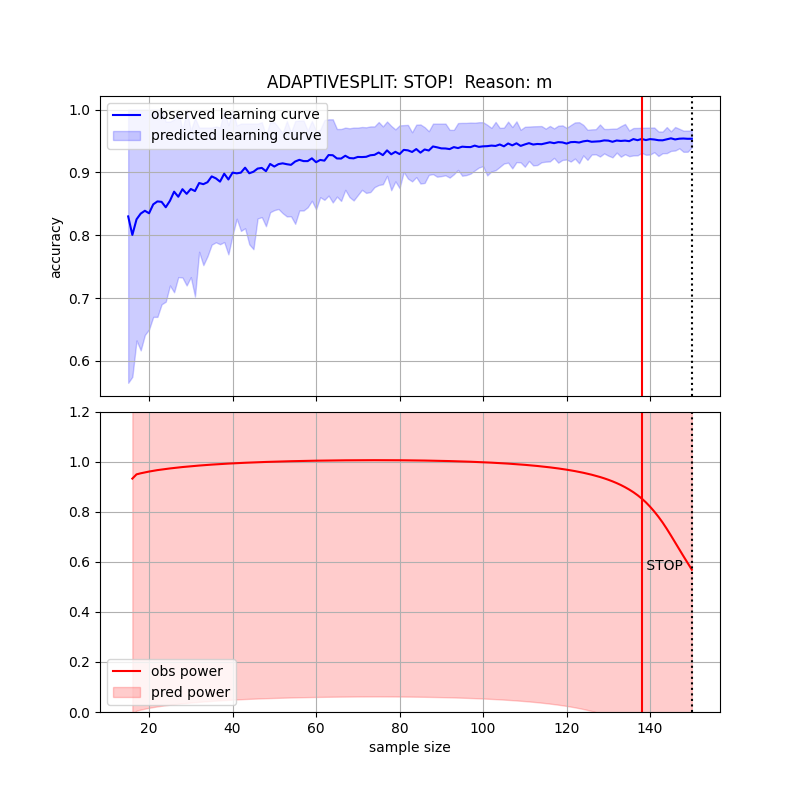 ADAPTIVESPLIT: STOP!  Reason: m
1.0
0.9
0.8
0.7
0.6
accuracy
observed learning curve
predicted learning curve
1.2
1.0
0.8
0.6
0.4
0.2
0.0
STOP
obs power
pred power
20
40
60
80
100
120
140
sample size